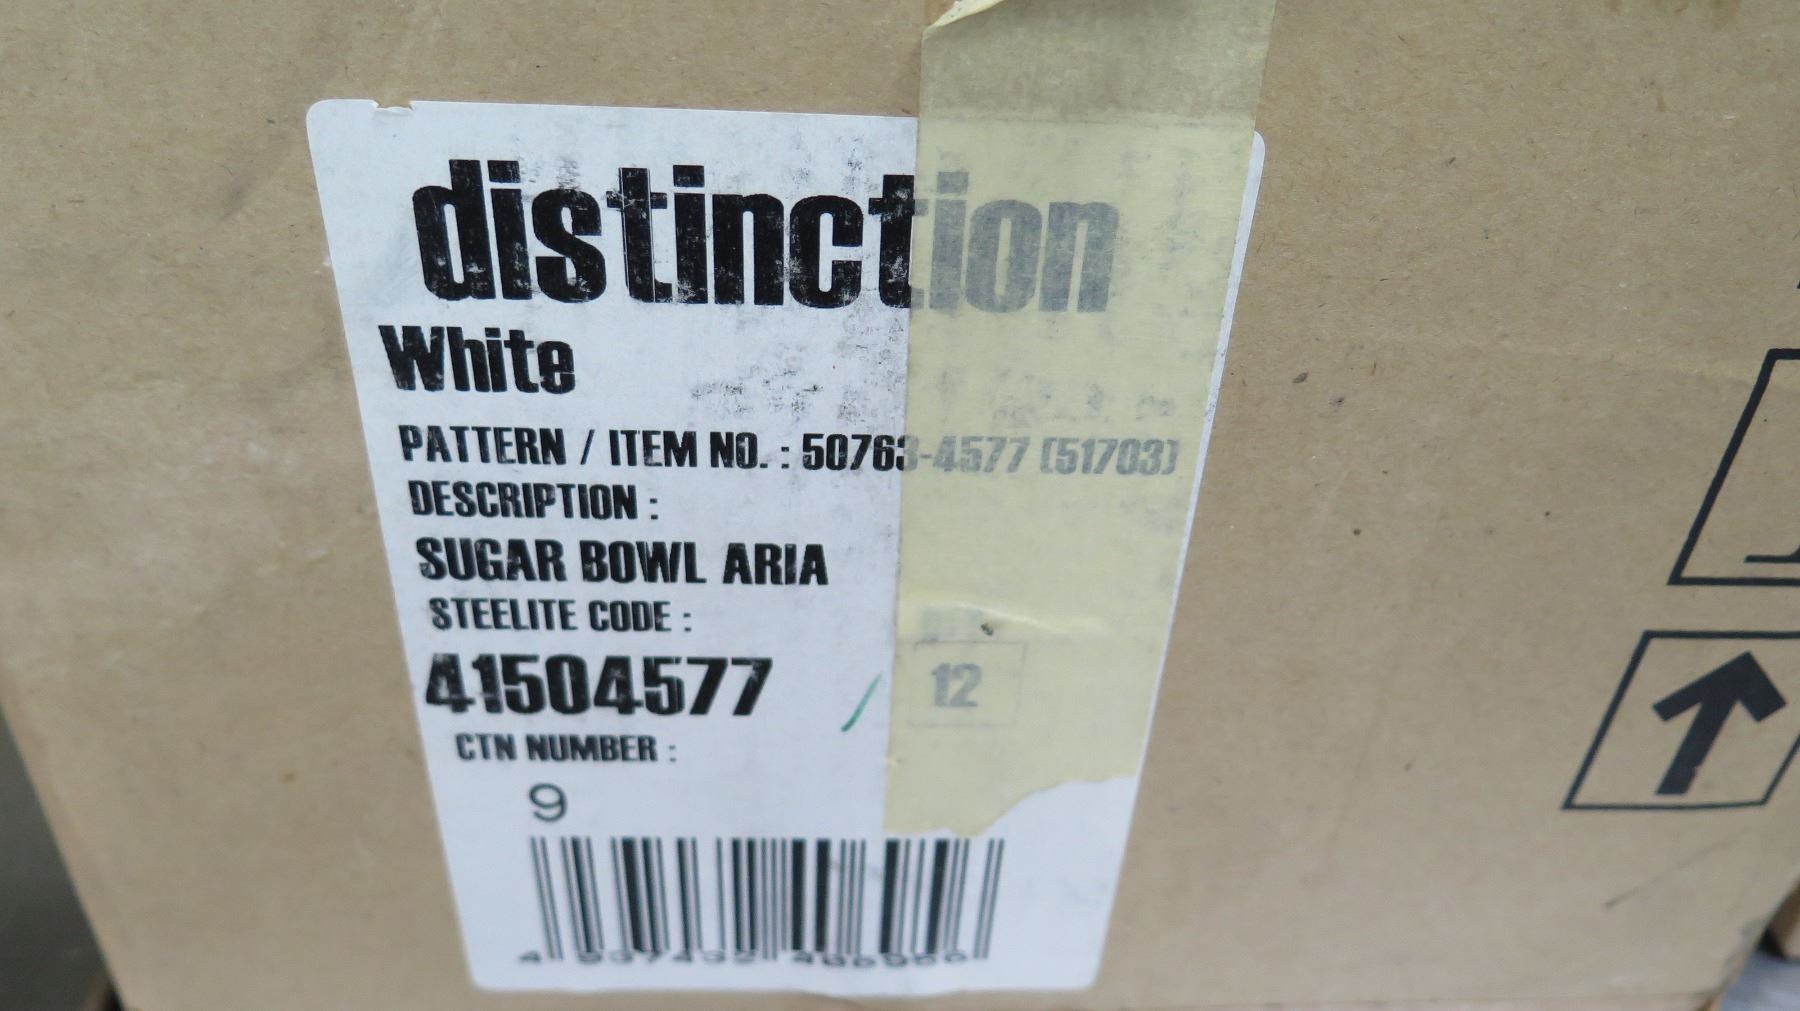 distinction
White
PATTERN / ITEM NO. : 50763-4577 (51703)
DESCRIPTION :
SUGAR BOWL ARIA
STEELITE CODE :
41504577
12
CTN NUMBER :
9